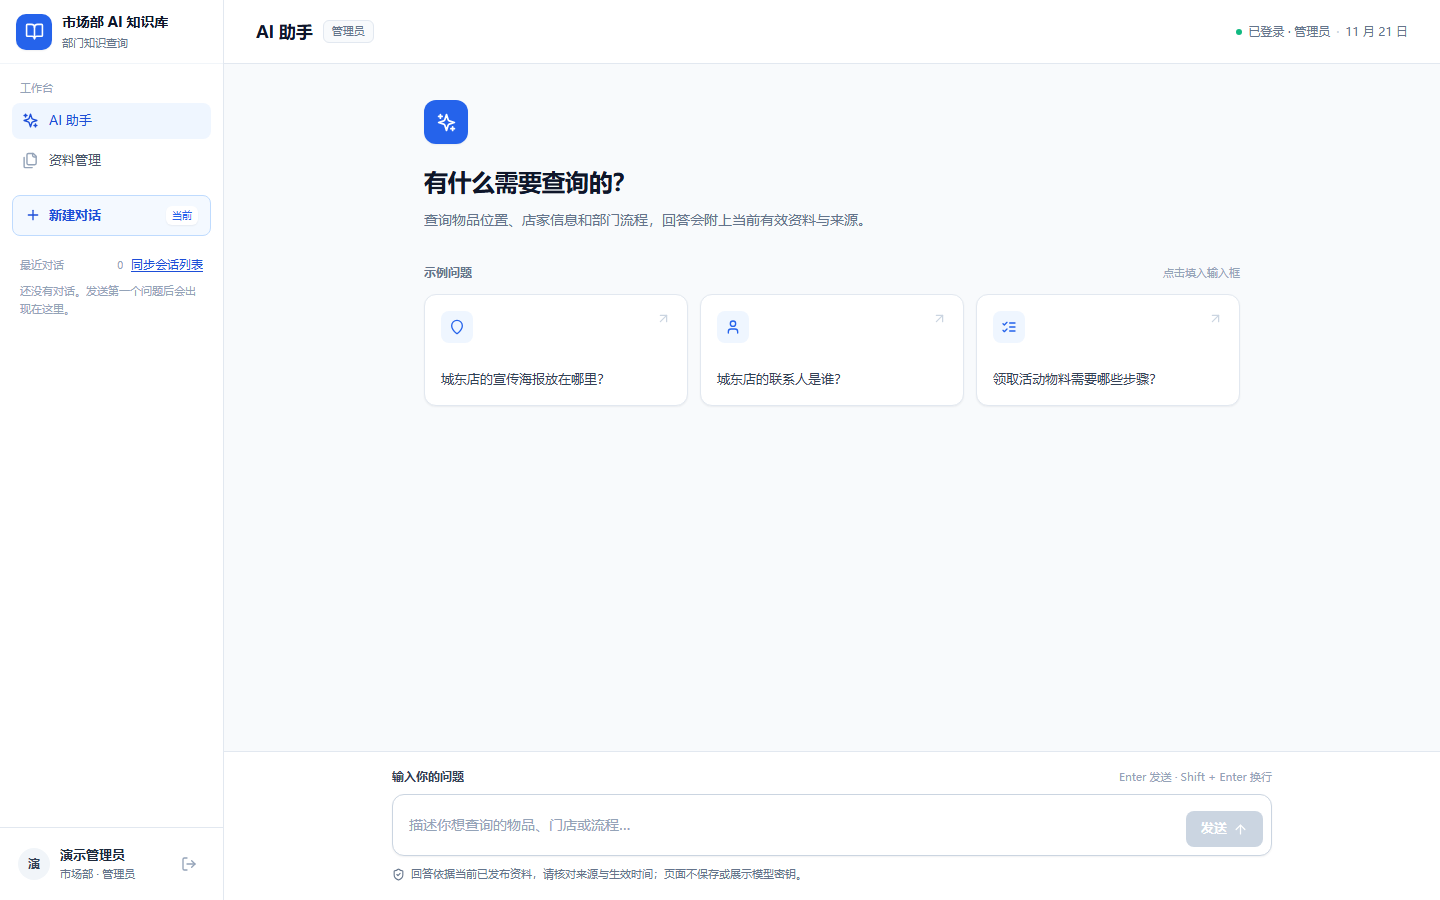 市场部 AI 知识库
部门知识查询
工作台
AI 助手
资料管理
新建对话 当前
最近对话 0 同步会话列表
还没有对话。发送第一个问题后会出
现在这里。
演 演示管理员
市场部 · 管理员
AI 助手 管理员
已登录 · 管理员 · 11 月 21 日
有什么需要查询的？
查询物品位置、店家信息和部门流程，回答会附上当前有效资料与来源。
示例问题 点击填入输入框
城东店的宣传海报放在哪里？
城东店的联系人是谁？
领取活动物料需要哪些步骤？
输入你的问题 Enter 发送 · Shift + Enter 换行
描述你想查询的物品、门店或流程...
发送
回答依据当前已发布资料，请核对来源与生效时间；页面不保存或展示模型密钥。